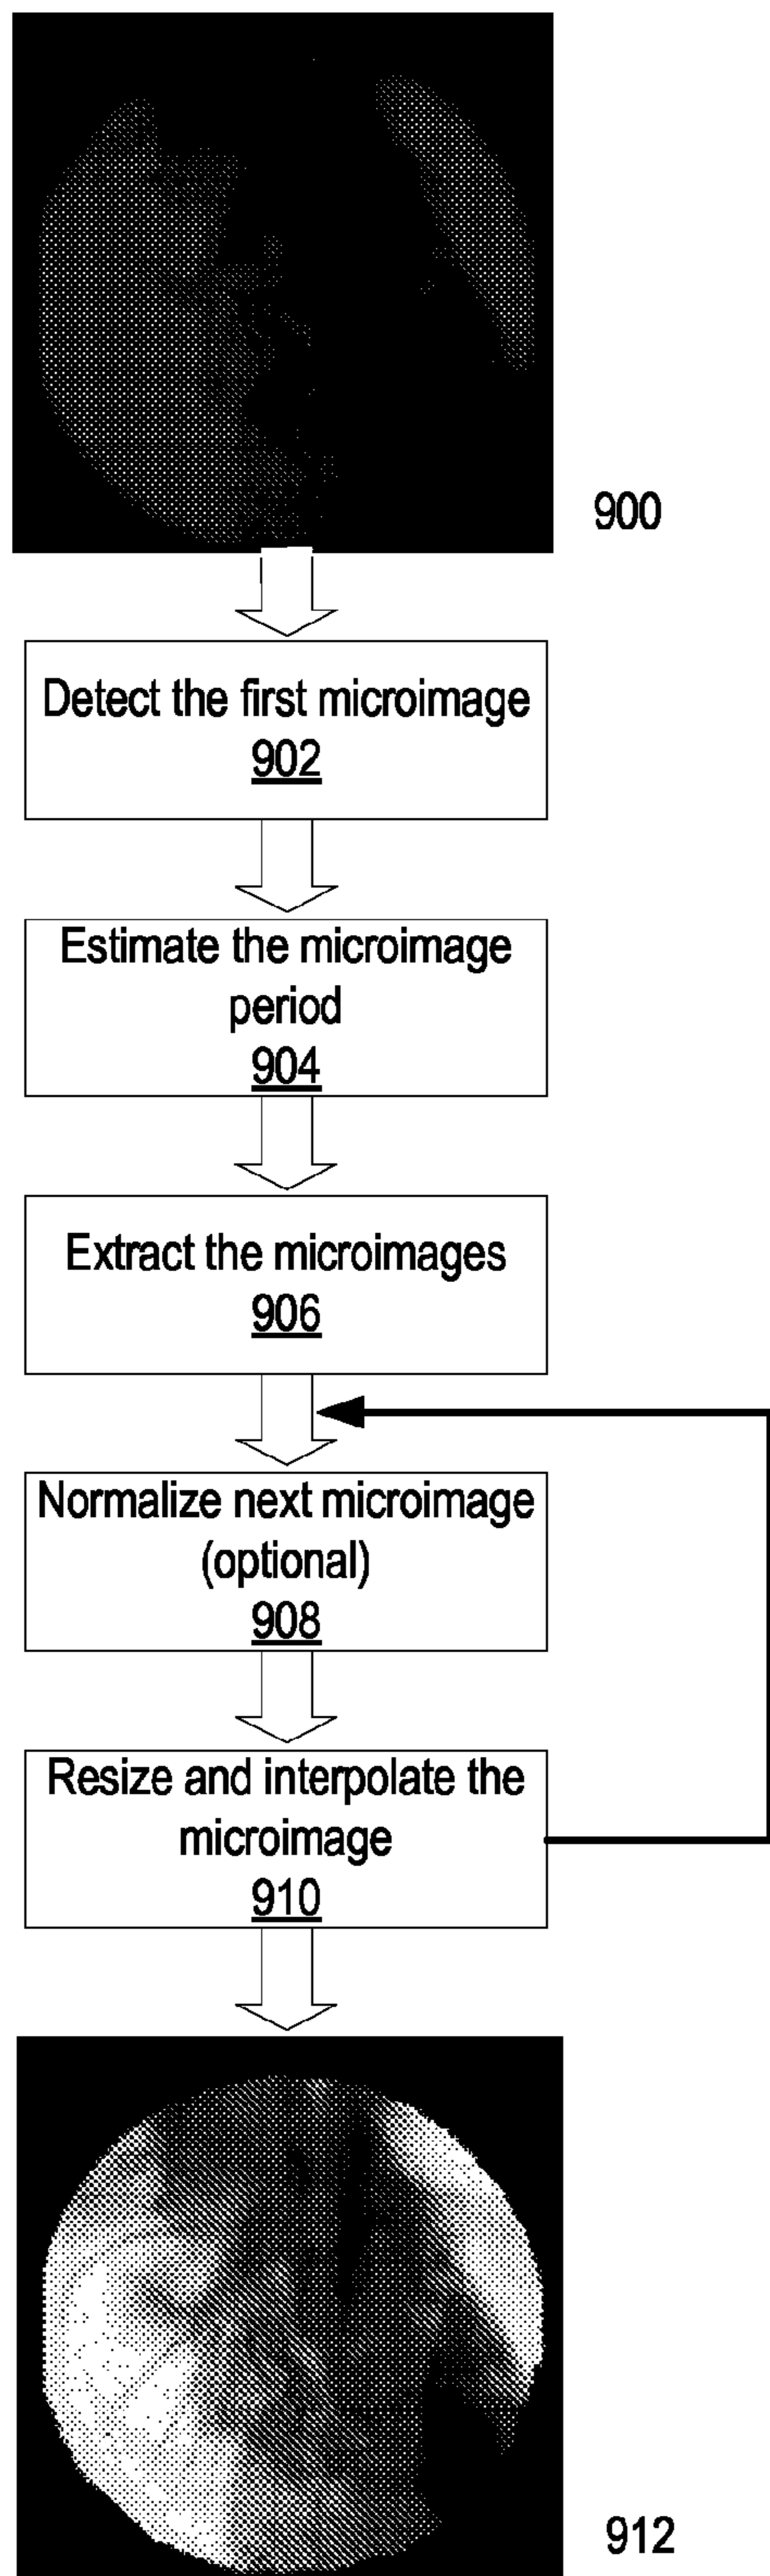 900
Detect the first microimage
902
Estimate the microimage
period
904
Extract the microimages
906
Normalize next microimage
(optional)
908
Resize and interpolate the
microimage
910
912